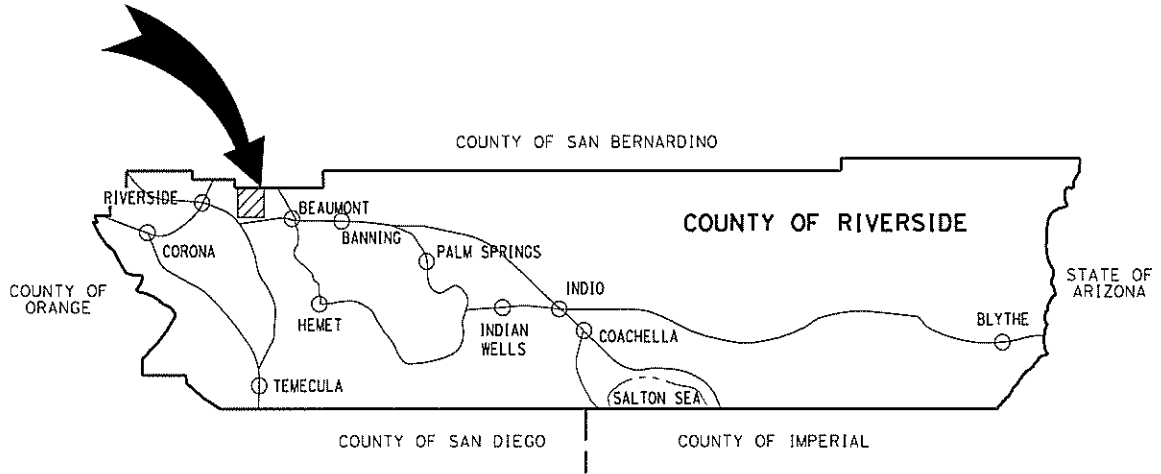 COUNTY OF SAN BERNARDINO
RIVERSIDE
BEAUMONT
BANNING
COUNTY OF RIVERSIDE
CORONA
PALM SPRINGS
STATE OF
ARIZONA
COUNTY OF
ORANGE
HEMET
INDIO
INDIAN
WELLS
COACHELLA
BLYTHE
TEMECULA
SALTON SEA
COUNTY OF SAN DIEGO
COUNTY OF IMPERIAL